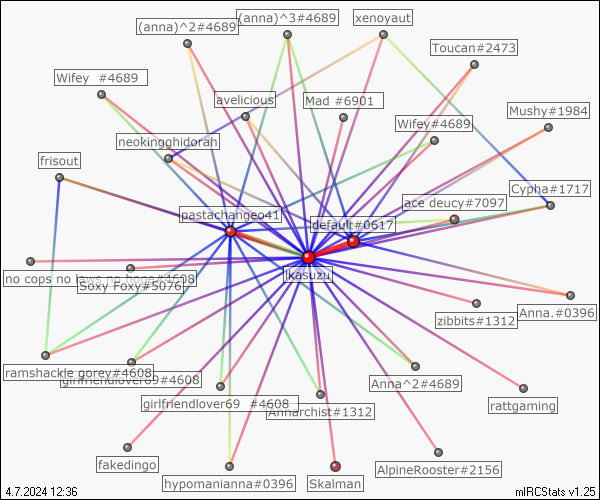 (anna)^2#4689
(anna)^3#4689
xenoyaut
Toucan#2473
Wifey #4689
avelicious
Mad #6901
Mushy#1984
neokingghidorah
Wifey#4689
frisout
Cypha#1717
ace deucy#7097
pastachangeo41
default#0617
ikasuzu
no cops no laws no
#4608
Soxy Foxy#5076
Anna.#0396
zibbits#1312
ramshackle gorey#4608
girlfriendlover69#4608
Anna^2#4689
girlfriendlover69 #4608
Annarchist#1312
rattgaming
fakedingo
hypomanianna#0396
Skalman
AlpineRooster#2156
4.7.2024 12:36
mIRCStats v1.25